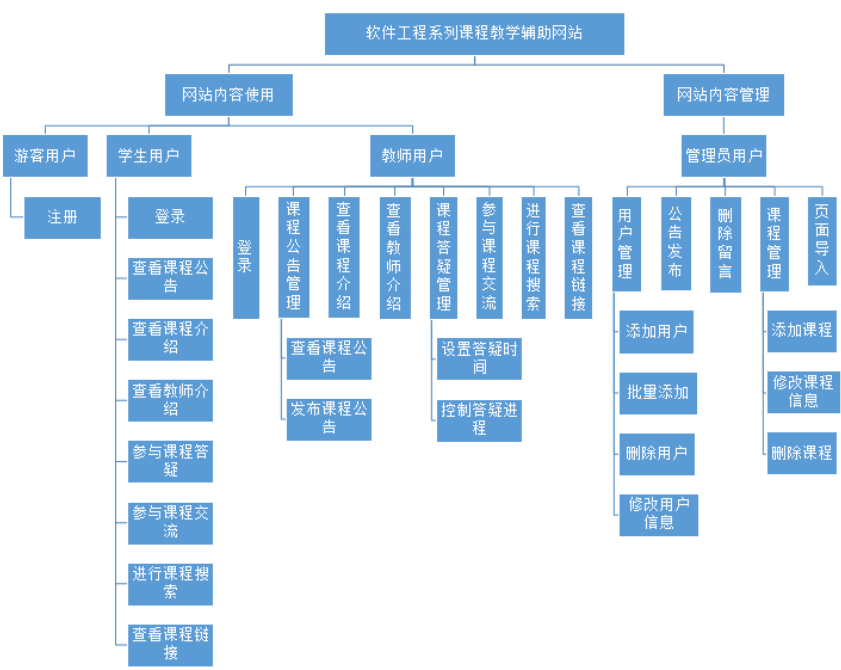 软件工程系列课程教学辅助网站
网站内容使用
网站内容管理
游客用户
学生用户
教师用户
管理员用户
注册
登录
查看课程公
告
查看课程介
绍
查看教师介
绍
参与课程答
疑
参与课程交
流
进行课程搜
索
查看课程链
接
登录
课程公告管理
查看课程介绍
查看教师介绍
课程答疑管理
参与课程交流
进行课程搜索
查看课程链接
查看课程公
告
发布课程公
告
设置答疑时
间
控制答疑进
程
用户管理
公告发布
删除留言
课程管理
页面导入
添加用户
批量添加
删除用户
修改用户
信息
添加课程
修改课程
信息
删除课程